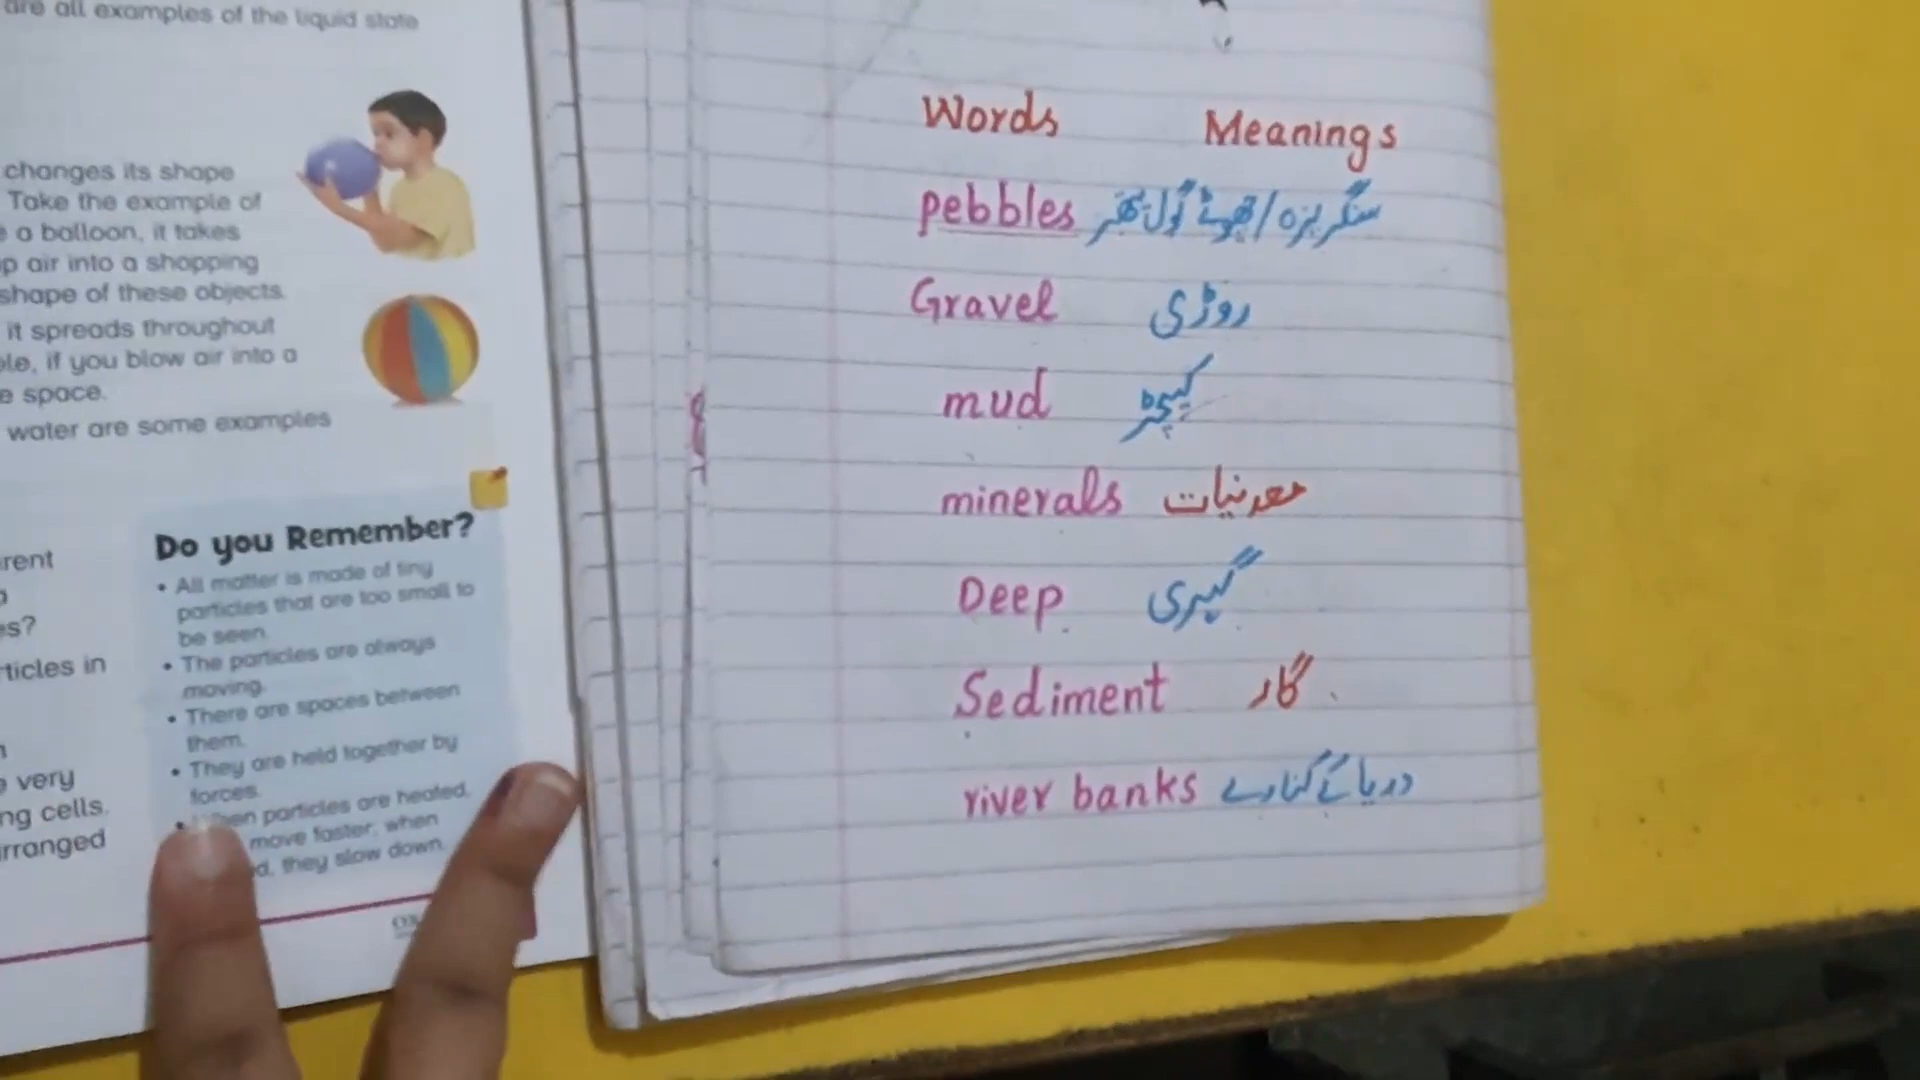 are all examples of the liquid state
changes its shape
Take the example of
a balloon, it takes
p air into a shopping
shape of these objects.
it spreads throughout
ble, if you blow air into a
e space.
water are some examples
Do you Remember?
• All matter is made of tiny
particles that are too small to
be seen.
• The particles are always
moving.
• There are spaces between
them.
• They are held together by
forces.
• When particles are heated,
move faster; when
d, they slow down.
rent
es?
rticles in
very
ng cells.
rranged
Words Meanings
pebbles سنگریزہ / چھوٹے گول پتھر
Gravel روڑی
mud کیچڑ
minerals معدنیات
Deep گہری
Sediment گار
river banks دریا کے کنارے